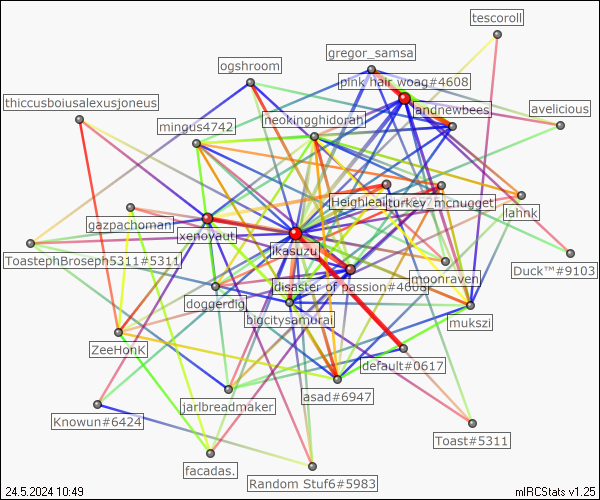 tescoroll
gregor_samsa
ogshroom
pink hair woag#4608
thiccusboiusalexusjoneus
landnewbees
avelicious
neokingghidorah
mingus4742
turkey_mcnugget
lahnk
gazpachoman
xenoyaut
ikasuzu
ToastephBroseph5311#5311
Duck™#9103
moonraven
disaster of passion#4608
doggerdig
bigcitysamurai
mukszi
ZeeHonK
default#0617
asad#6947
jarlbreadmaker
Knowun#6424
Toast#5311
facadas.
Random Stuf6#5983
24.5.2024 10:49
mIRCStats v1.25